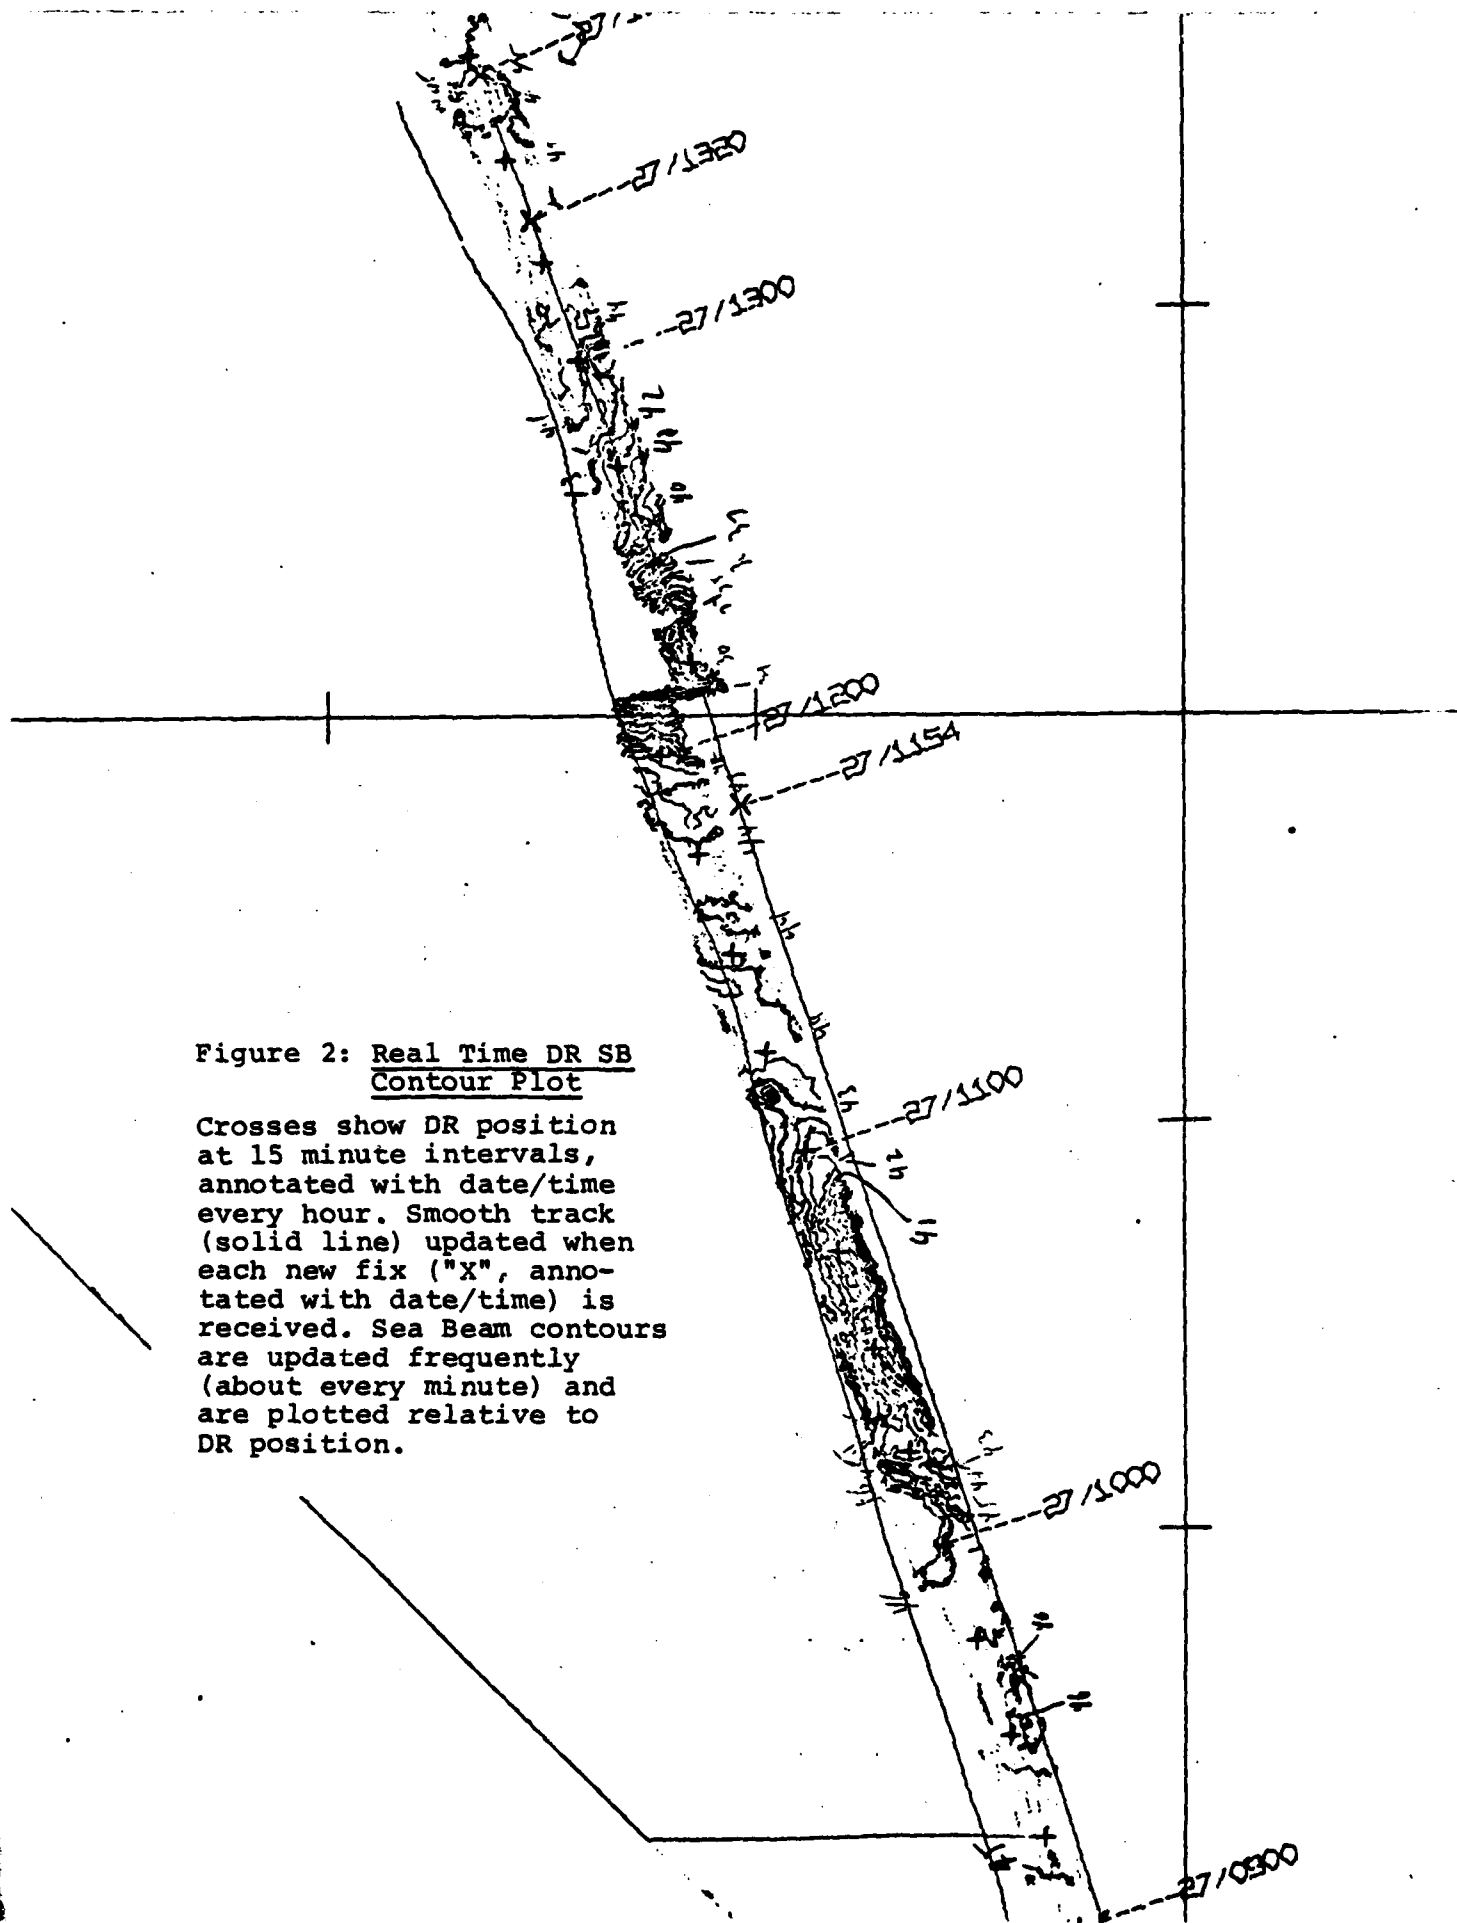 27/1320
27/1300
27/1200
27/1154
Figure 2: Real Time DR SB
Contour Plot
Crosses show DR position
at 15 minute intervals,
annotated with date/time
every hour. Smooth track
(solid line) updated when
each new fix ("X", anno-
tated with date/time) is
received. Sea Beam contours
are updated frequently
(about every minute) and
are plotted relative to
DR position.
27/1100
42
41
27/1000
27/0900